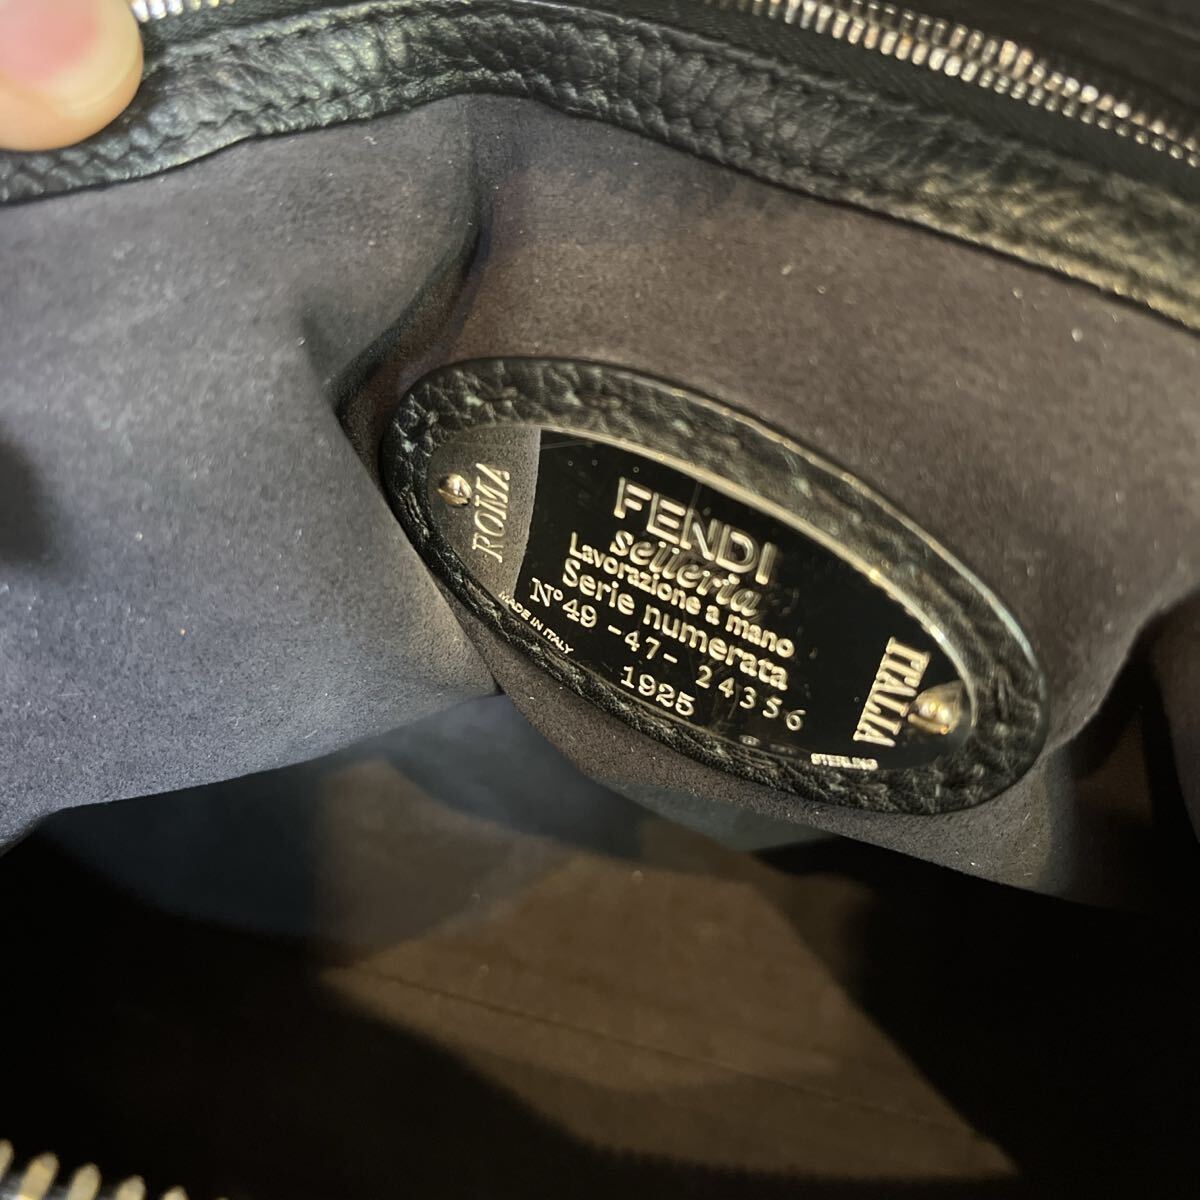 ROMA
FENDI
Selleria
Lavorazione a mano
Serie numerata
N°49 -47- 24356
1925
MADE IN ITALY
ITALIA
STERLING